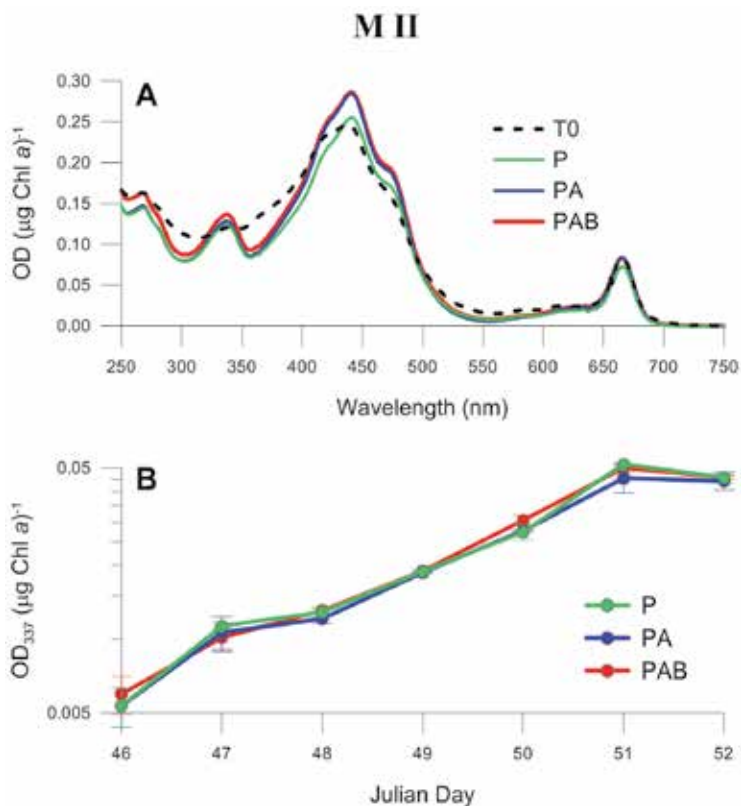 M II
A
0.30
0.25
0.20
0.15
0.10
0.05
0.00
OD (µg Chl a)-1
T0
P
PA
PAB
250 300 350 400 450 500 550 600 650 700 750
Wavelength (nm)
B
0.05
0.005
OD337 (µg Chl a)-1
P
PA
PAB
46 47 48 49 50 51 52
Julian Day